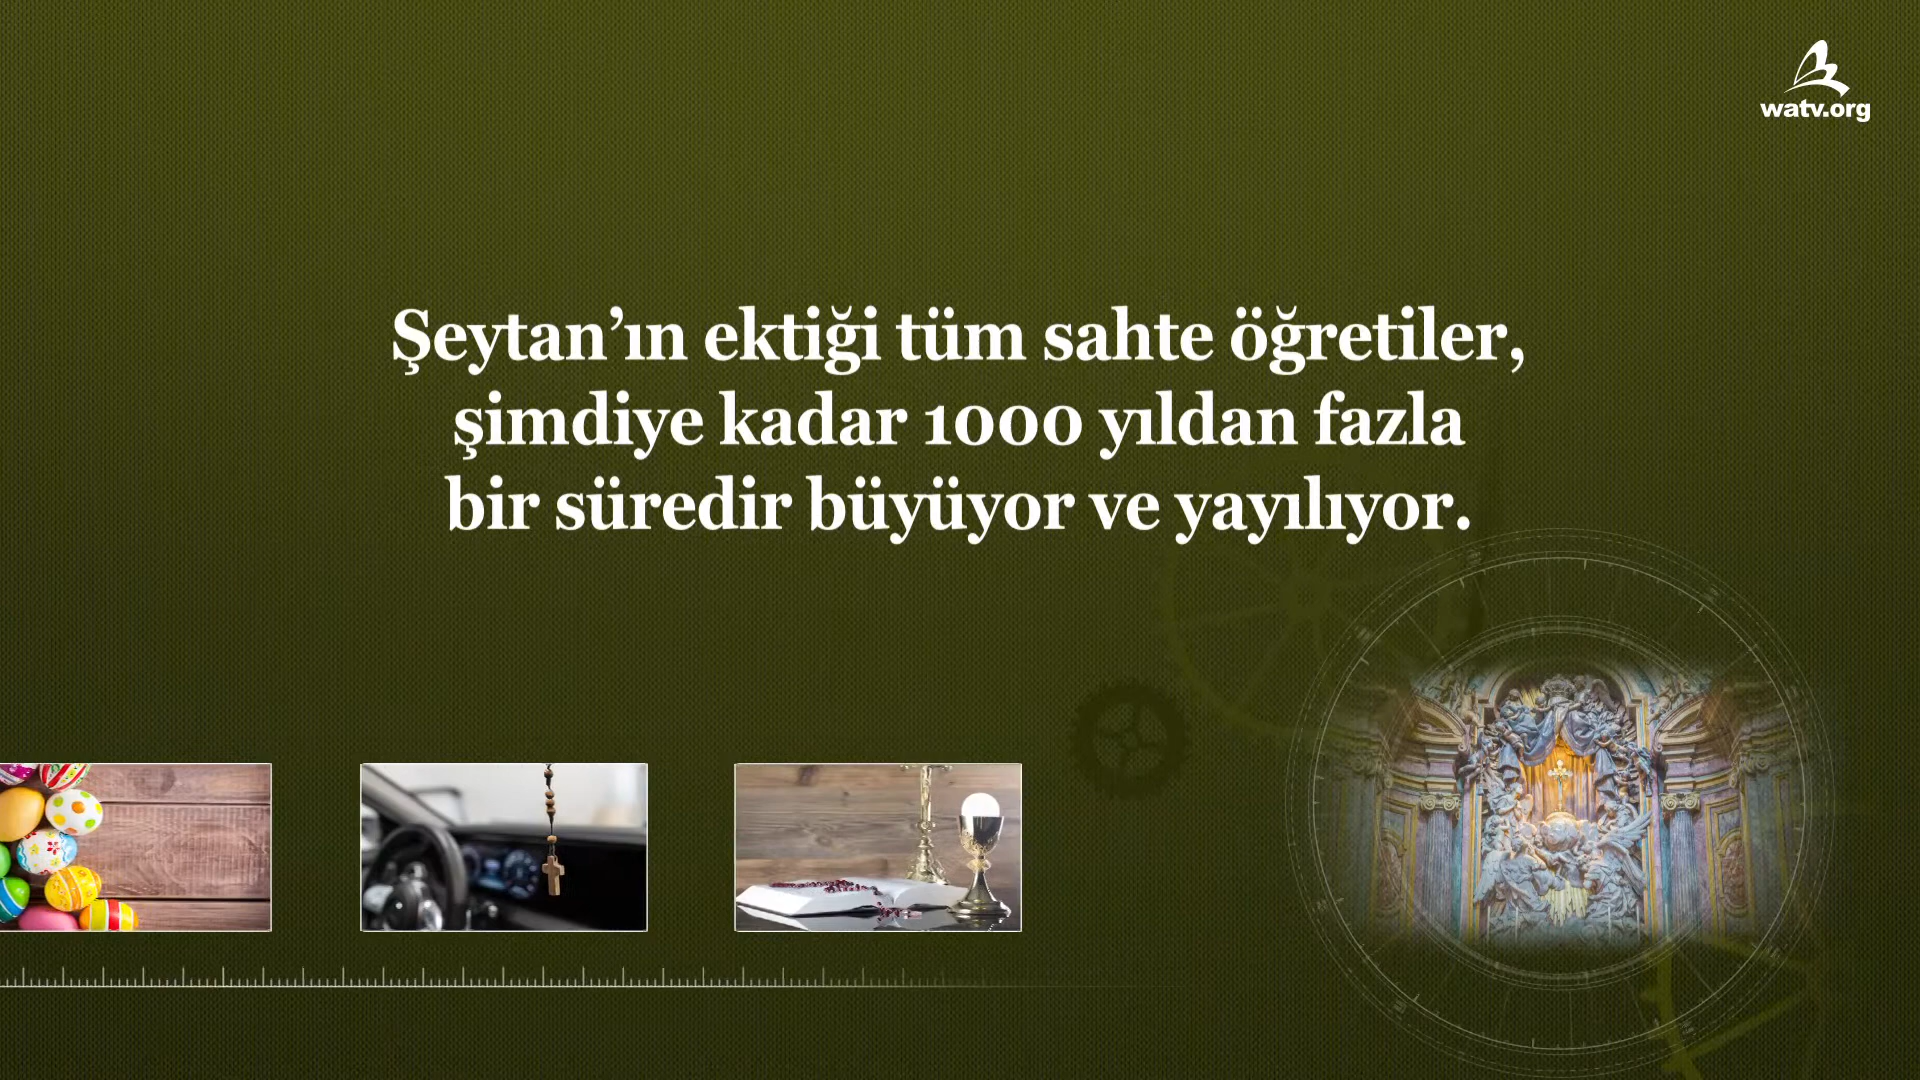 watv.org
Şeytan’ın ektiği tüm sahte öğretiler,
şimdiye kadar 1000 yıldan fazla
bir süredir büyüyor ve yayılıyor.